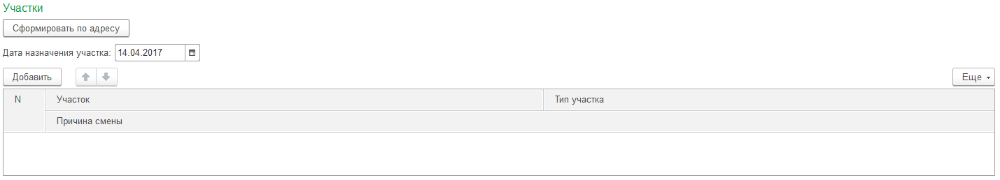 Участки
Сформировать по адресу
Дата назначения участка: 14.04.2017
Добавить Еще
N Участок Тип участка
Причина смены